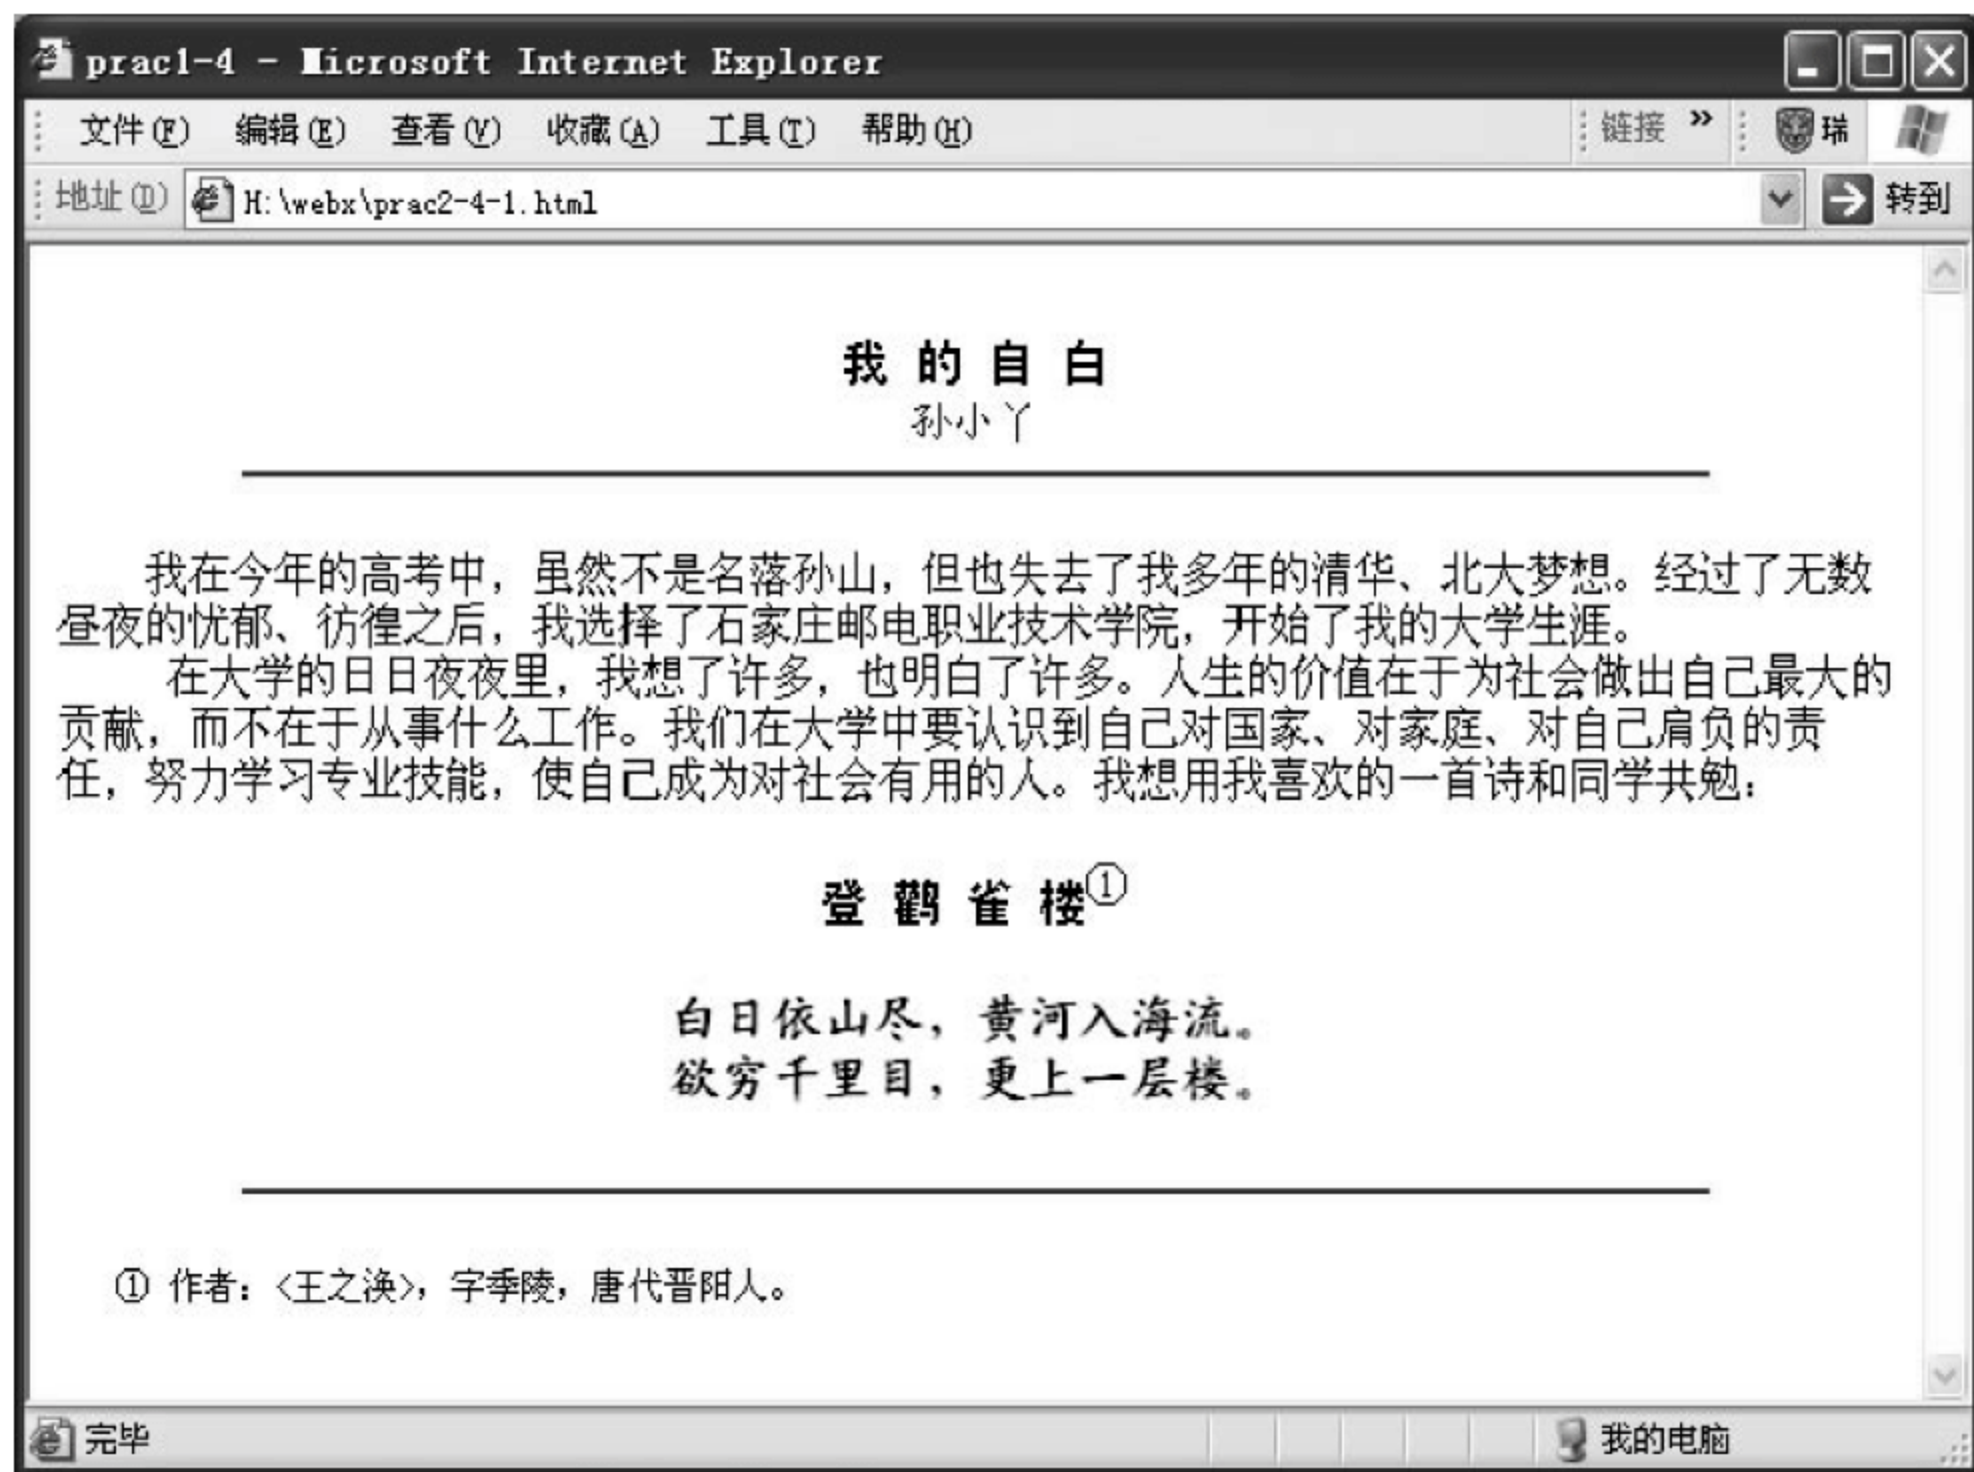 prac1-4 - Microsoft Internet Explorer
文件(F) 编辑(E) 查看(V) 收藏(A) 工具(T) 帮助(H) 链接 » 瑞
地址(D) H:\webx\prac2-4-1.html 转到
我 的 自 白
孙小丫
我在今年的高考中，虽然不是名落孙山，但也失去了我多年的清华、北大梦想。经过了无数
昼夜的忧郁、彷徨之后，我选择了石家庄邮电职业技术学院，开始了我的大学生涯。
在大学的日日夜夜里，我想了许多，也明白了许多。人生的价值在于为社会做出自己最大的
贡献，而不在于从事什么工作。我们在大学中要认识到自己对国家、对家庭、对自己肩负的责
任，努力学习专业技能，使自己成为对社会有用的人。我想用我喜欢的一首诗和同学共勉：
登 鹳 雀 楼①
白日依山尽，黄河入海流。
欲穷千里目，更上一层楼。
① 作者：<王之涣>，字季陵，唐代晋阳人。
完毕 我的电脑